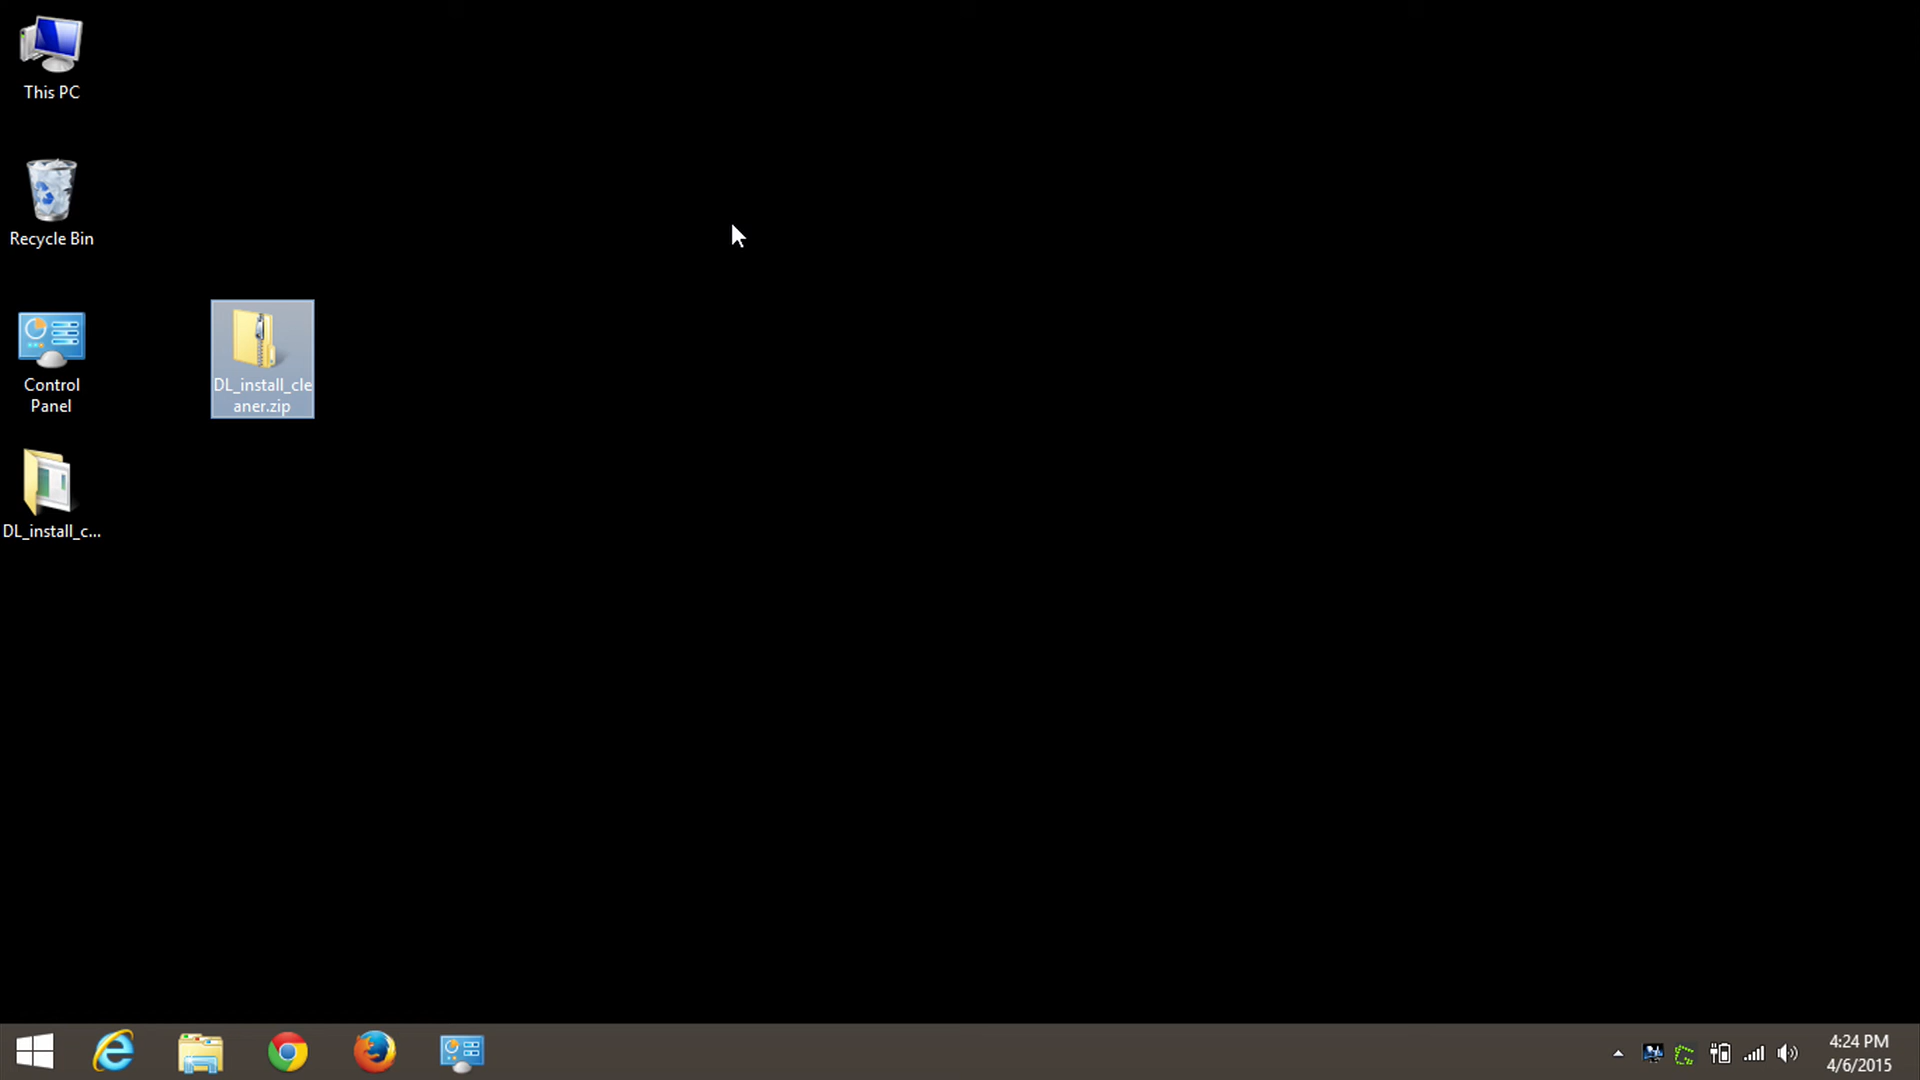 This PC
Recycle Bin
Control
Panel
DL_install_cle
aner.zip
DL_install_c...
4:24 PM
4/6/2015